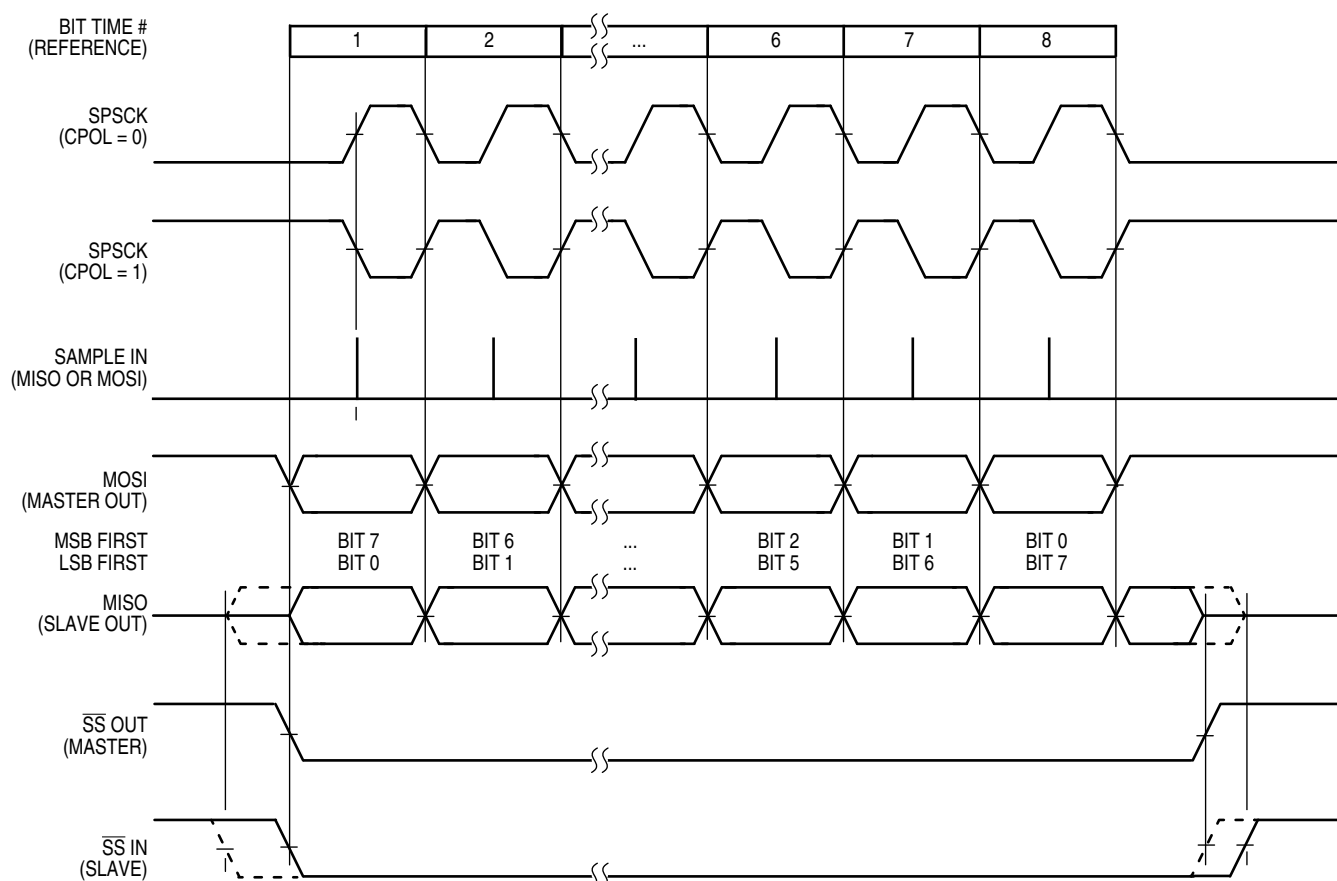 BIT TIME #
(REFERENCE)
1 2 ... 6 7 8
SPSCK
(CPOL = 0)
SPSCK
(CPOL = 1)
SAMPLE IN
(MISO OR MOSI)
MOSI
(MASTER OUT)
MSB FIRST BIT 7 BIT 6 ... BIT 2 BIT 1 BIT 0
LSB FIRST BIT 0 BIT 1 ... BIT 5 BIT 6 BIT 7
MISO
(SLAVE OUT)
S̅S̅ OUT
(MASTER)
S̅S̅ IN
(SLAVE)